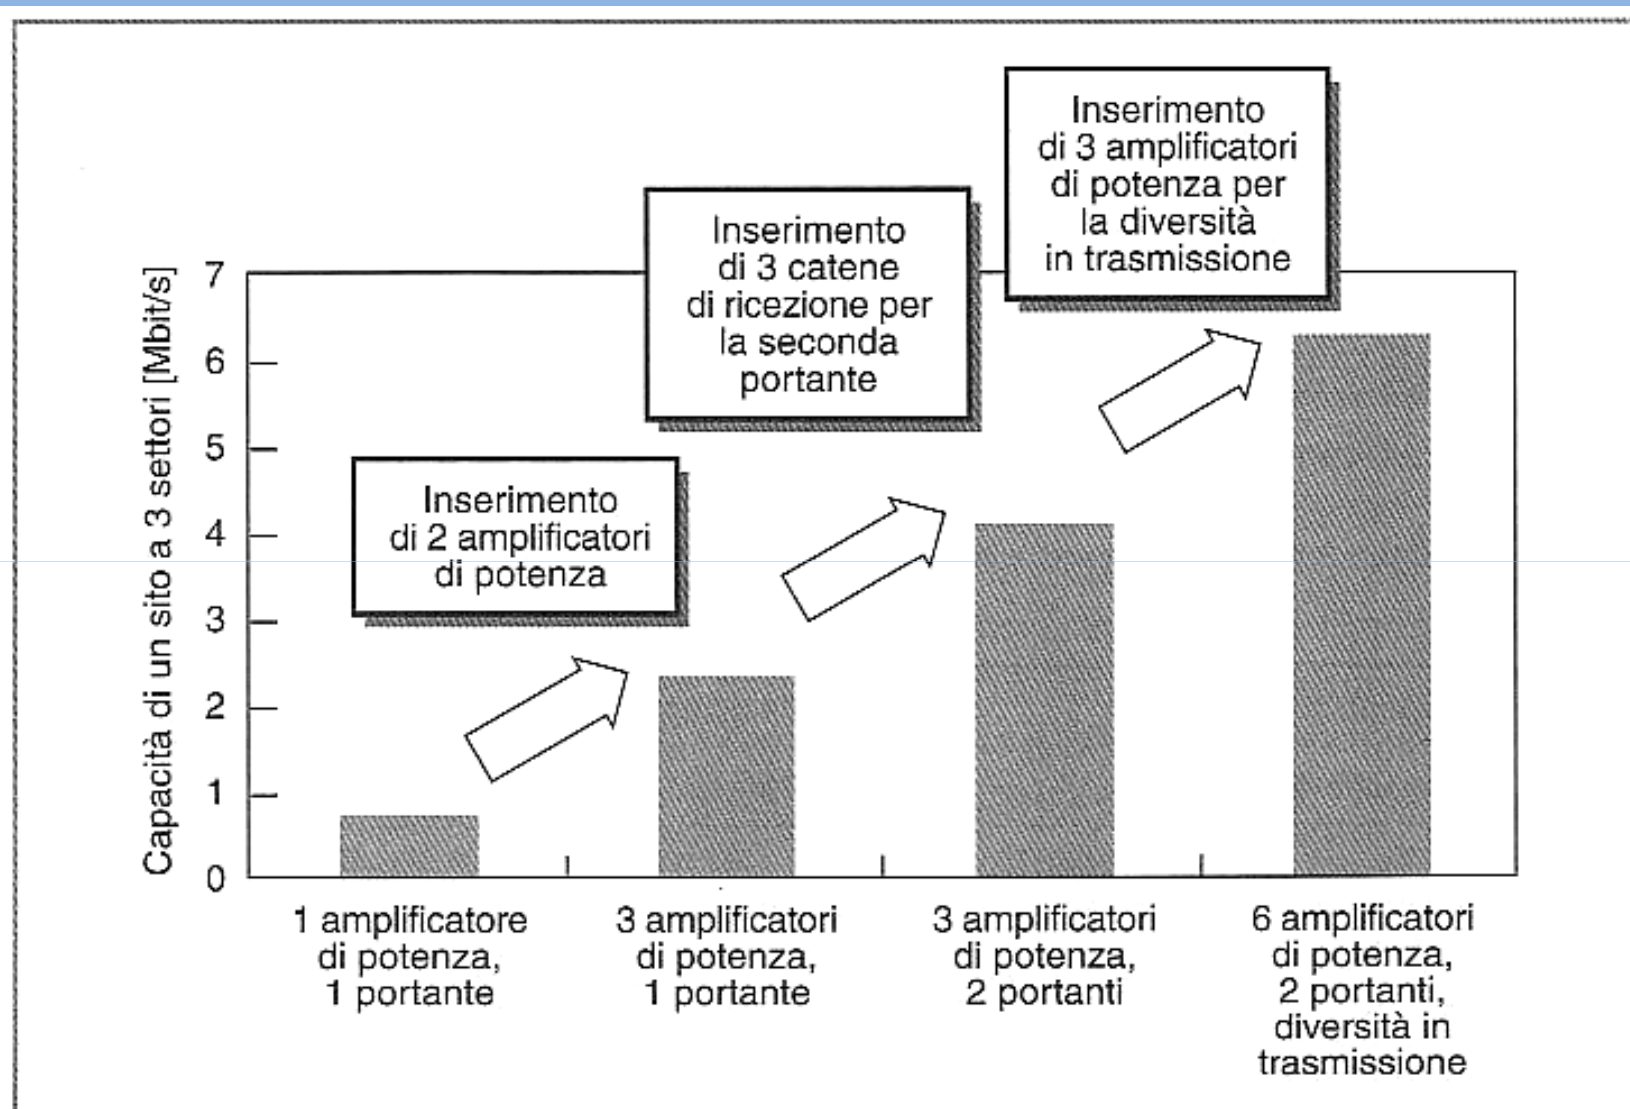 Inserimento
di 3 amplificatori
di potenza per
la diversità
in trasmissione
Inserimento
di 3 catene
di ricezione per
la seconda
portante
Inserimento
di 2 amplificatori
di potenza
Capacità di un sito a 3 settori [Mbit/s]
7
6
5
4
3
2
1
0
1 amplificatore
di potenza,
1 portante
3 amplificatori
di potenza,
1 portante
3 amplificatori
di potenza,
2 portanti
6 amplificatori
di potenza,
2 portanti,
diversità in
trasmissione